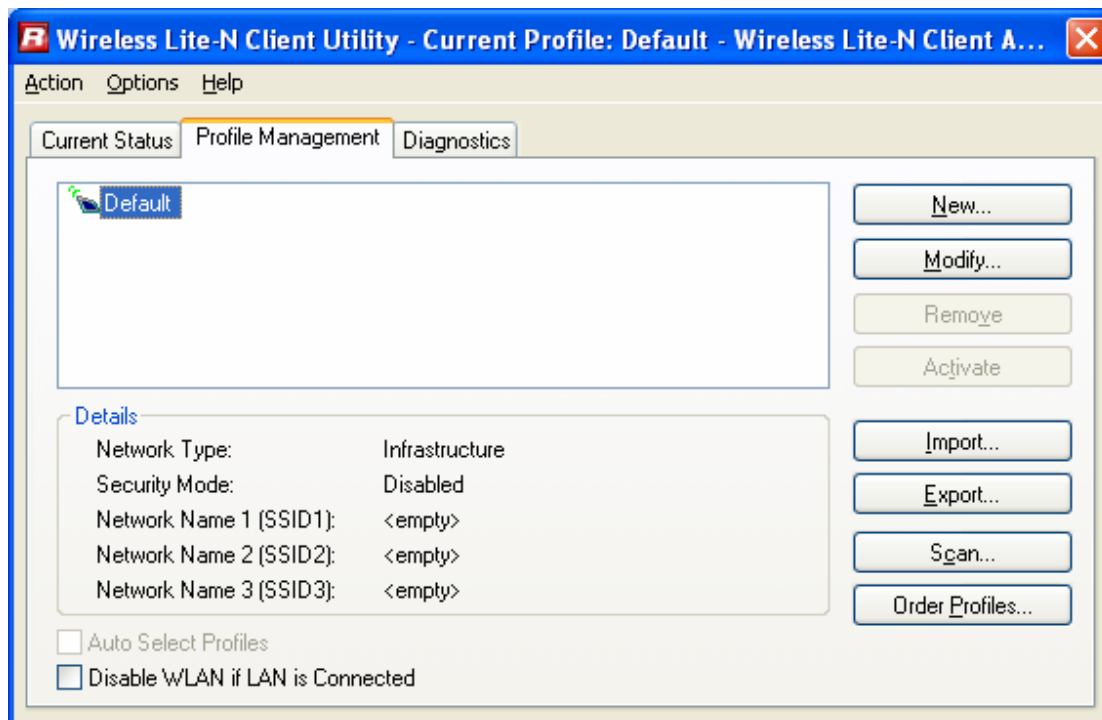 Wireless Lite-N Client Utility - Current Profile: Default - Wireless Lite-N Client A...
Action Options Help
Current Status Profile Management Diagnostics
Default
New...
Modify...
Remove
Activate
Details
Network Type: Infrastructure
Security Mode: Disabled
Network Name 1 (SSID1): <empty>
Network Name 2 (SSID2): <empty>
Network Name 3 (SSID3): <empty>
Import...
Export...
Scan...
Order Profiles...
Auto Select Profiles
Disable WLAN if LAN is Connected